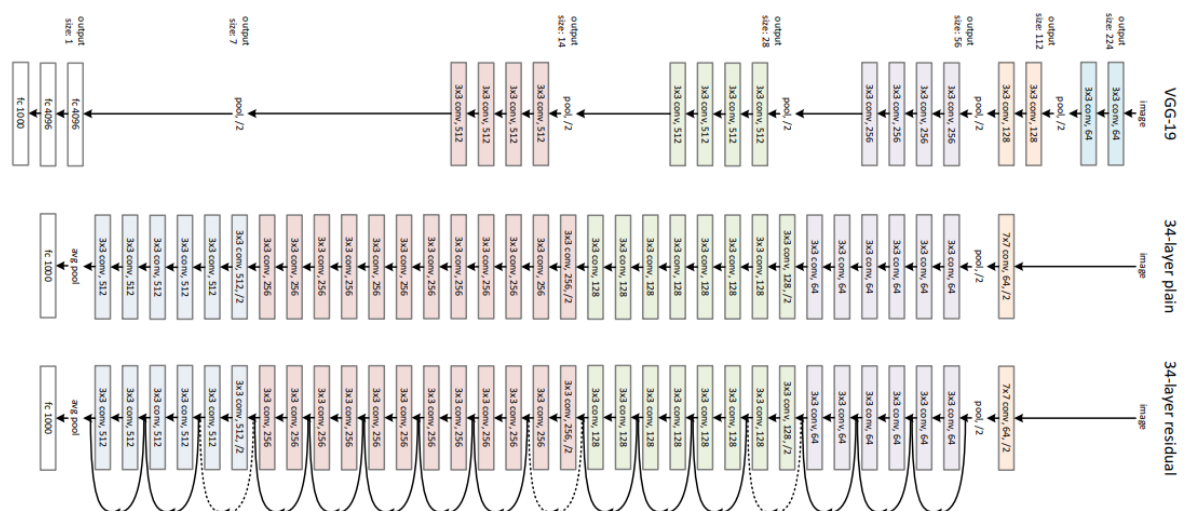 output
size: 224
output
size: 112
output
size: 56
output
size: 28
output
size: 14
output
size: 7
output
size: 1
VGG-19
image
3x3 conv, 64
3x3 conv, 64
pool, /2
3x3 conv, 128
3x3 conv, 128
pool, /2
3x3 conv, 256
3x3 conv, 256
3x3 conv, 256
3x3 conv, 256
pool, /2
3x3 conv, 512
3x3 conv, 512
3x3 conv, 512
3x3 conv, 512
pool, /2
3x3 conv, 512
3x3 conv, 512
3x3 conv, 512
3x3 conv, 512
pool, /2
fc 4096
fc 4096
fc 1000
34-layer plain
image
7x7 conv, 64, /2
pool, /2
3x3 conv, 64
3x3 conv, 64
3x3 conv, 64
3x3 conv, 64
3x3 conv, 64
3x3 conv, 64
3x3 conv, 128, /2
3x3 conv, 128
3x3 conv, 128
3x3 conv, 128
3x3 conv, 128
3x3 conv, 128
3x3 conv, 128
3x3 conv, 128
3x3 conv, 256, /2
3x3 conv, 256
3x3 conv, 256
3x3 conv, 256
3x3 conv, 256
3x3 conv, 256
3x3 conv, 256
3x3 conv, 256
3x3 conv, 256
3x3 conv, 256
3x3 conv, 256
3x3 conv, 256
3x3 conv, 512, /2
3x3 conv, 512
3x3 conv, 512
3x3 conv, 512
3x3 conv, 512
3x3 conv, 512
avg pool
fc 1000
34-layer residual
image
7x7 conv, 64, /2
pool, /2
3x3 conv, 64
3x3 conv, 64
3x3 conv, 64
3x3 conv, 64
3x3 conv, 64
3x3 conv, 64
3x3 conv, 128, /2
3x3 conv, 128
3x3 conv, 128
3x3 conv, 128
3x3 conv, 128
3x3 conv, 128
3x3 conv, 128
3x3 conv, 128
3x3 conv, 256, /2
3x3 conv, 256
3x3 conv, 256
3x3 conv, 256
3x3 conv, 256
3x3 conv, 256
3x3 conv, 256
3x3 conv, 256
3x3 conv, 256
3x3 conv, 256
3x3 conv, 256
3x3 conv, 256
3x3 conv, 512, /2
3x3 conv, 512
3x3 conv, 512
3x3 conv, 512
3x3 conv, 512
3x3 conv, 512
avg pool
fc 1000